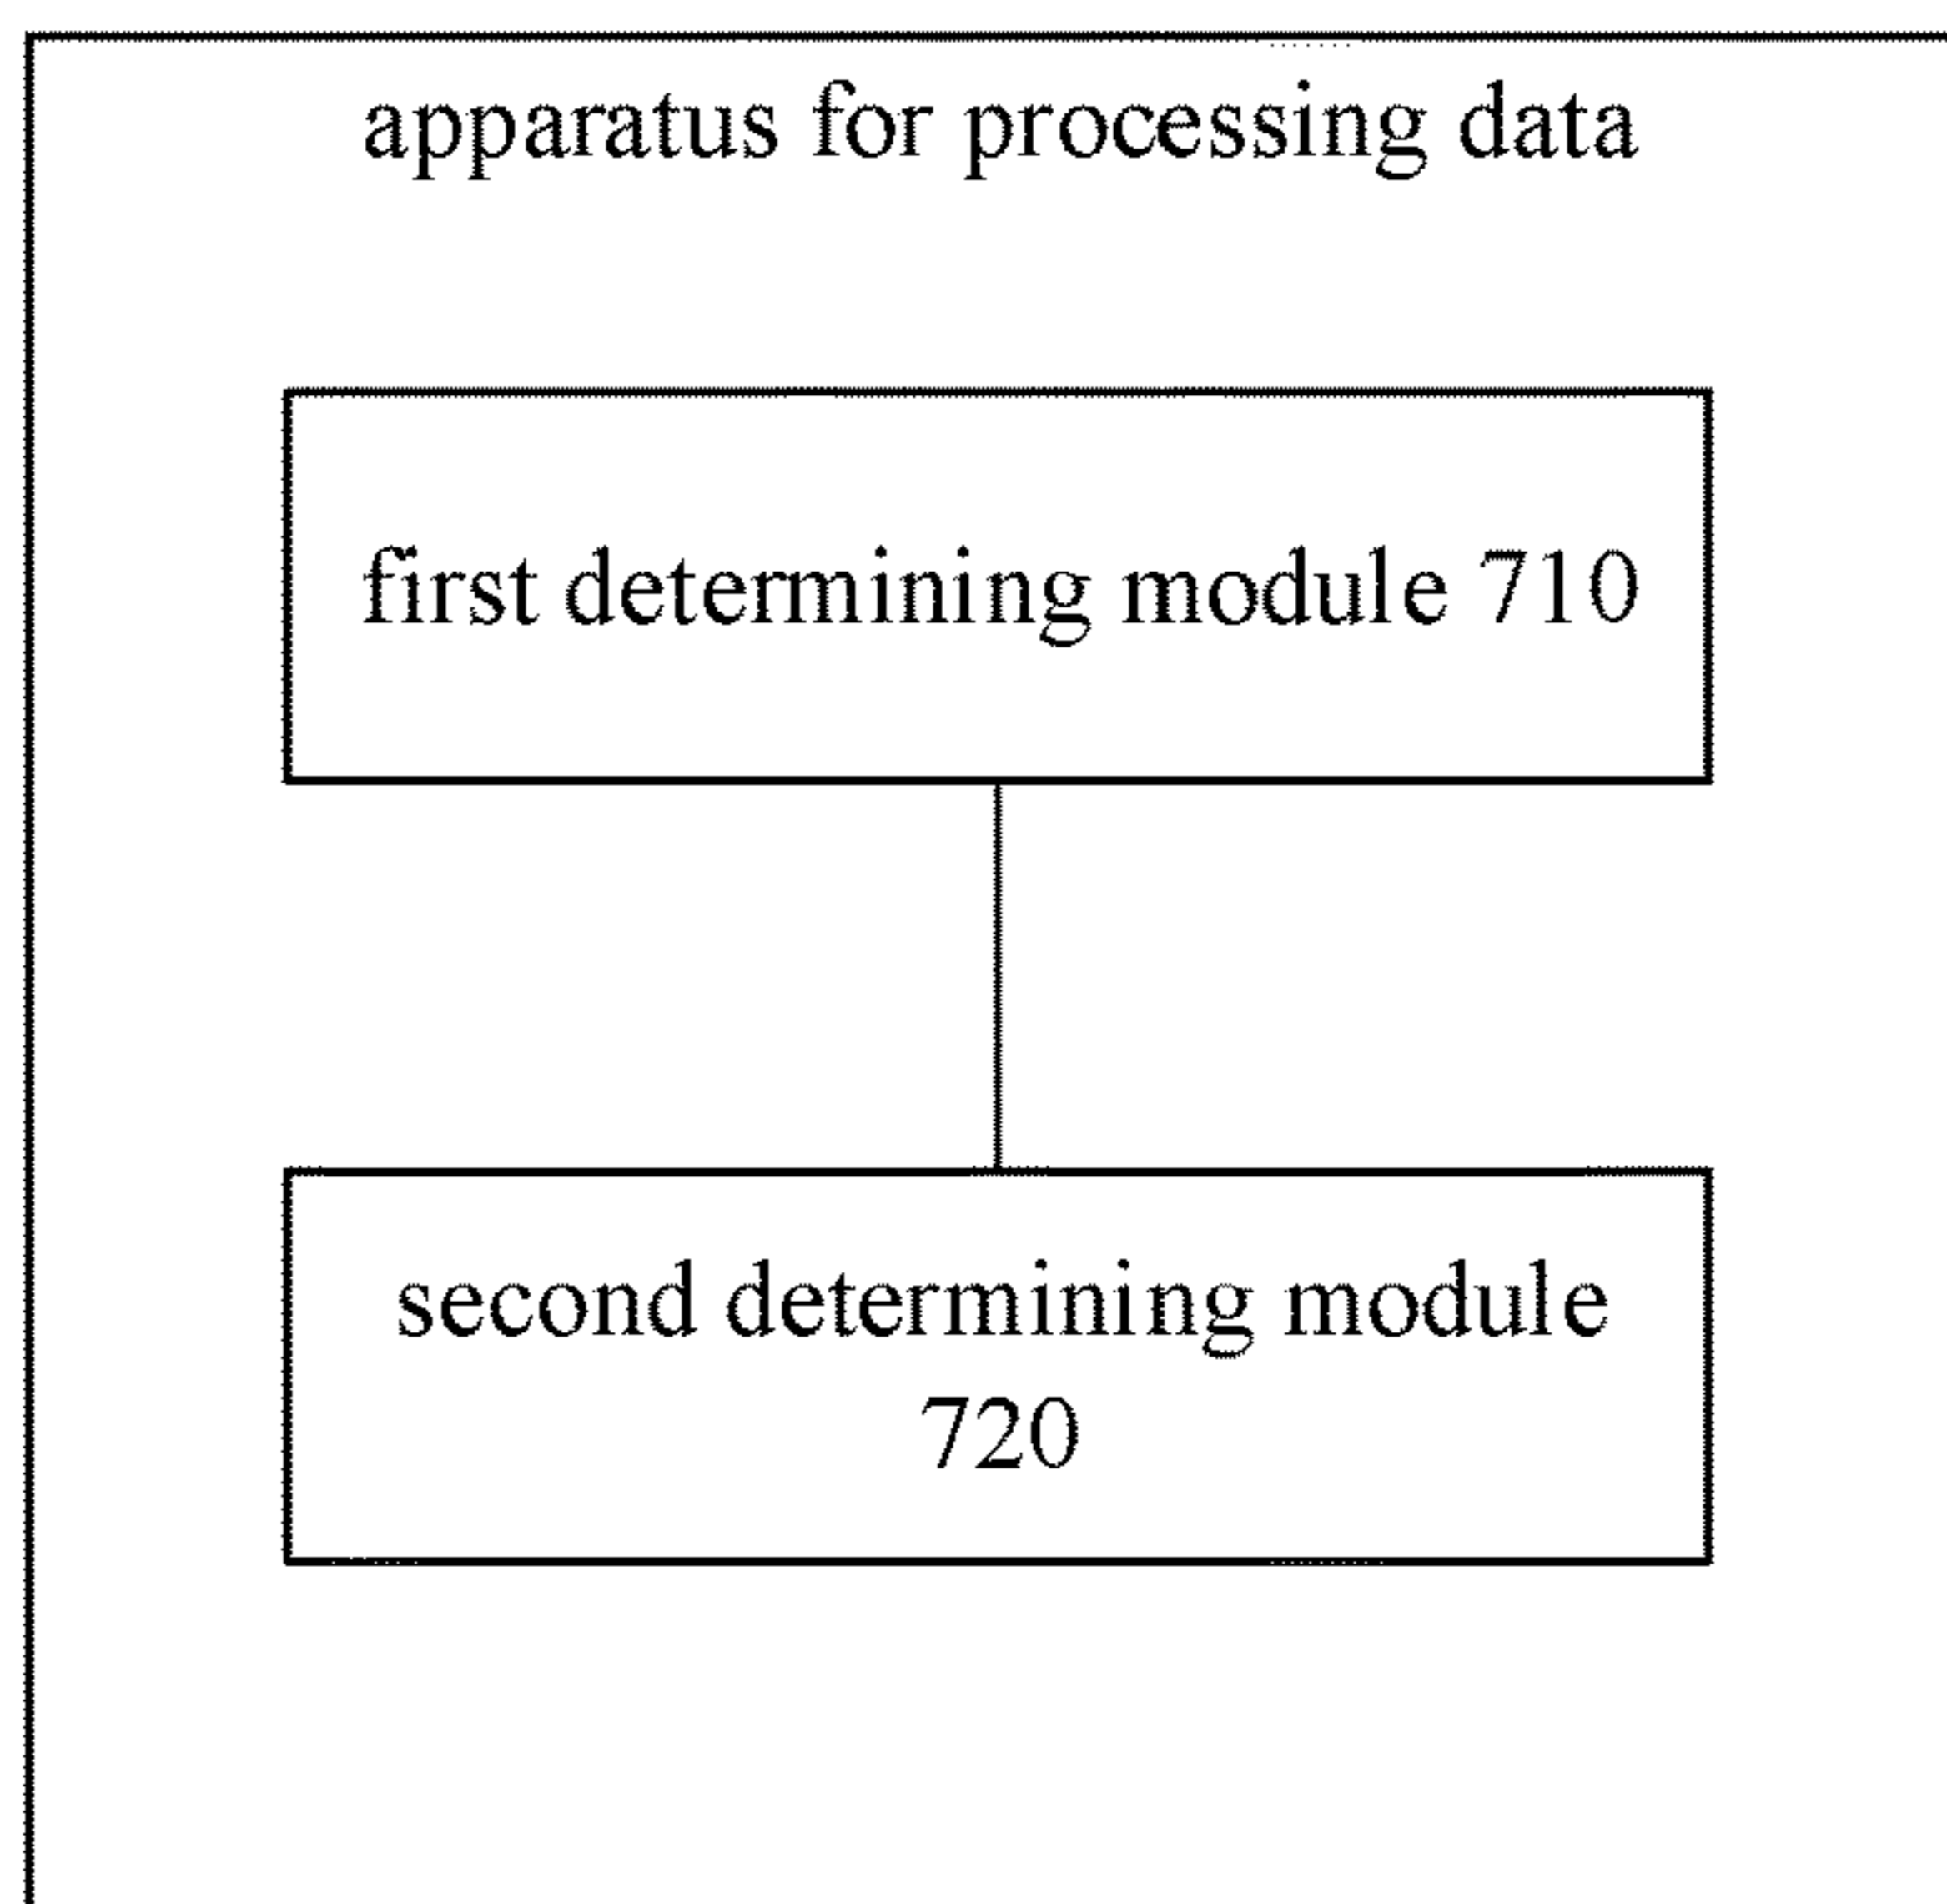 apparatus for processing data
first determining module 710
second determining module
720